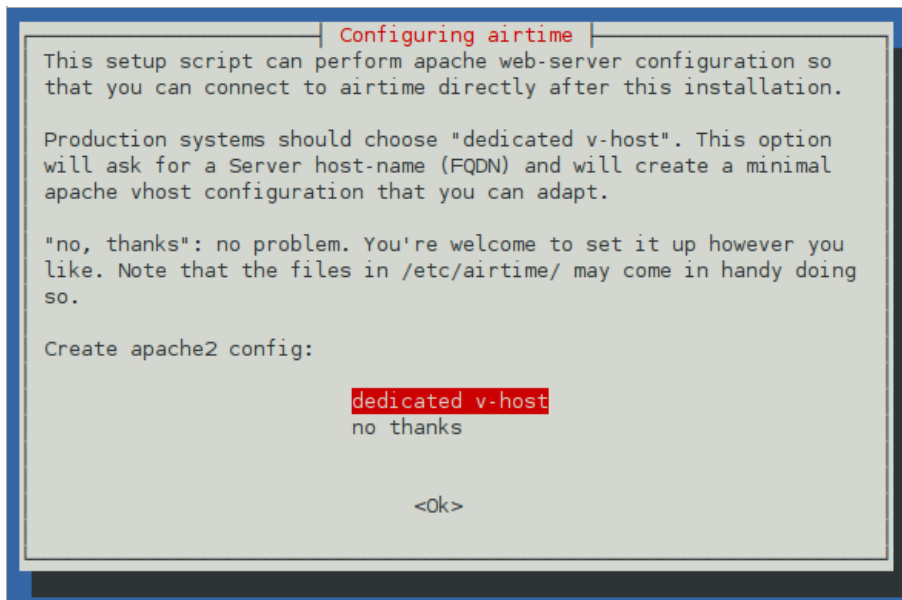 Configuring airtime
This setup script can perform apache web-server configuration so
that you can connect to airtime directly after this installation.
Production systems should choose "dedicated v-host". This option
will ask for a Server host-name (FQDN) and will create a minimal
apache vhost configuration that you can adapt.
"no, thanks": no problem. You're welcome to set it up however you
like. Note that the files in /etc/airtime/ may come in handy doing
so.
Create apache2 config:
dedicated v-host
no thanks
<Ok>